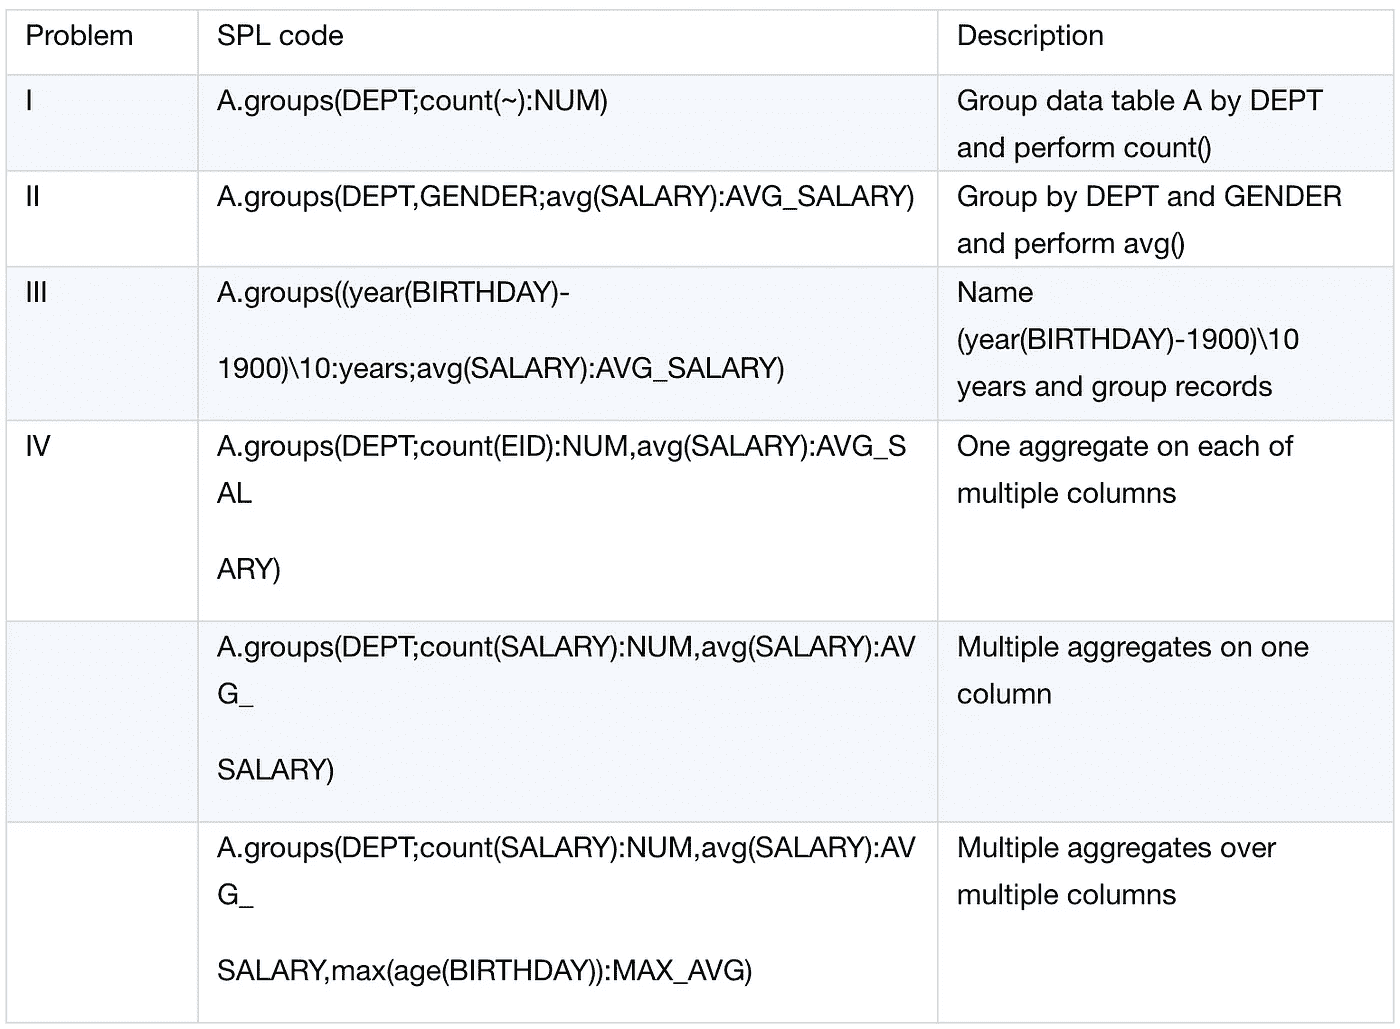 Problem SPL code Description
I A.groups(DEPT;count(~):NUM) Group data table A by DEPT
and perform count()
II A.groups(DEPT,GENDER;avg(SALARY):AVG_SALARY) Group by DEPT and GENDER
and perform avg()
III A.groups((year(BIRTHDAY)-
1900)\10:years;avg(SALARY):AVG_SALARY)
Name
(year(BIRTHDAY)-1900)\10
years and group records
IV A.groups(DEPT;count(EID):NUM,avg(SALARY):AVG_S
AL
ARY)
One aggregate on each of
multiple columns
A.groups(DEPT;count(SALARY):NUM,avg(SALARY):AV
G_
SALARY)
Multiple aggregates on one
column
A.groups(DEPT;count(SALARY):NUM,avg(SALARY):AV
G_
SALARY,max(age(BIRTHDAY)):MAX_AVG)
Multiple aggregates over
multiple columns